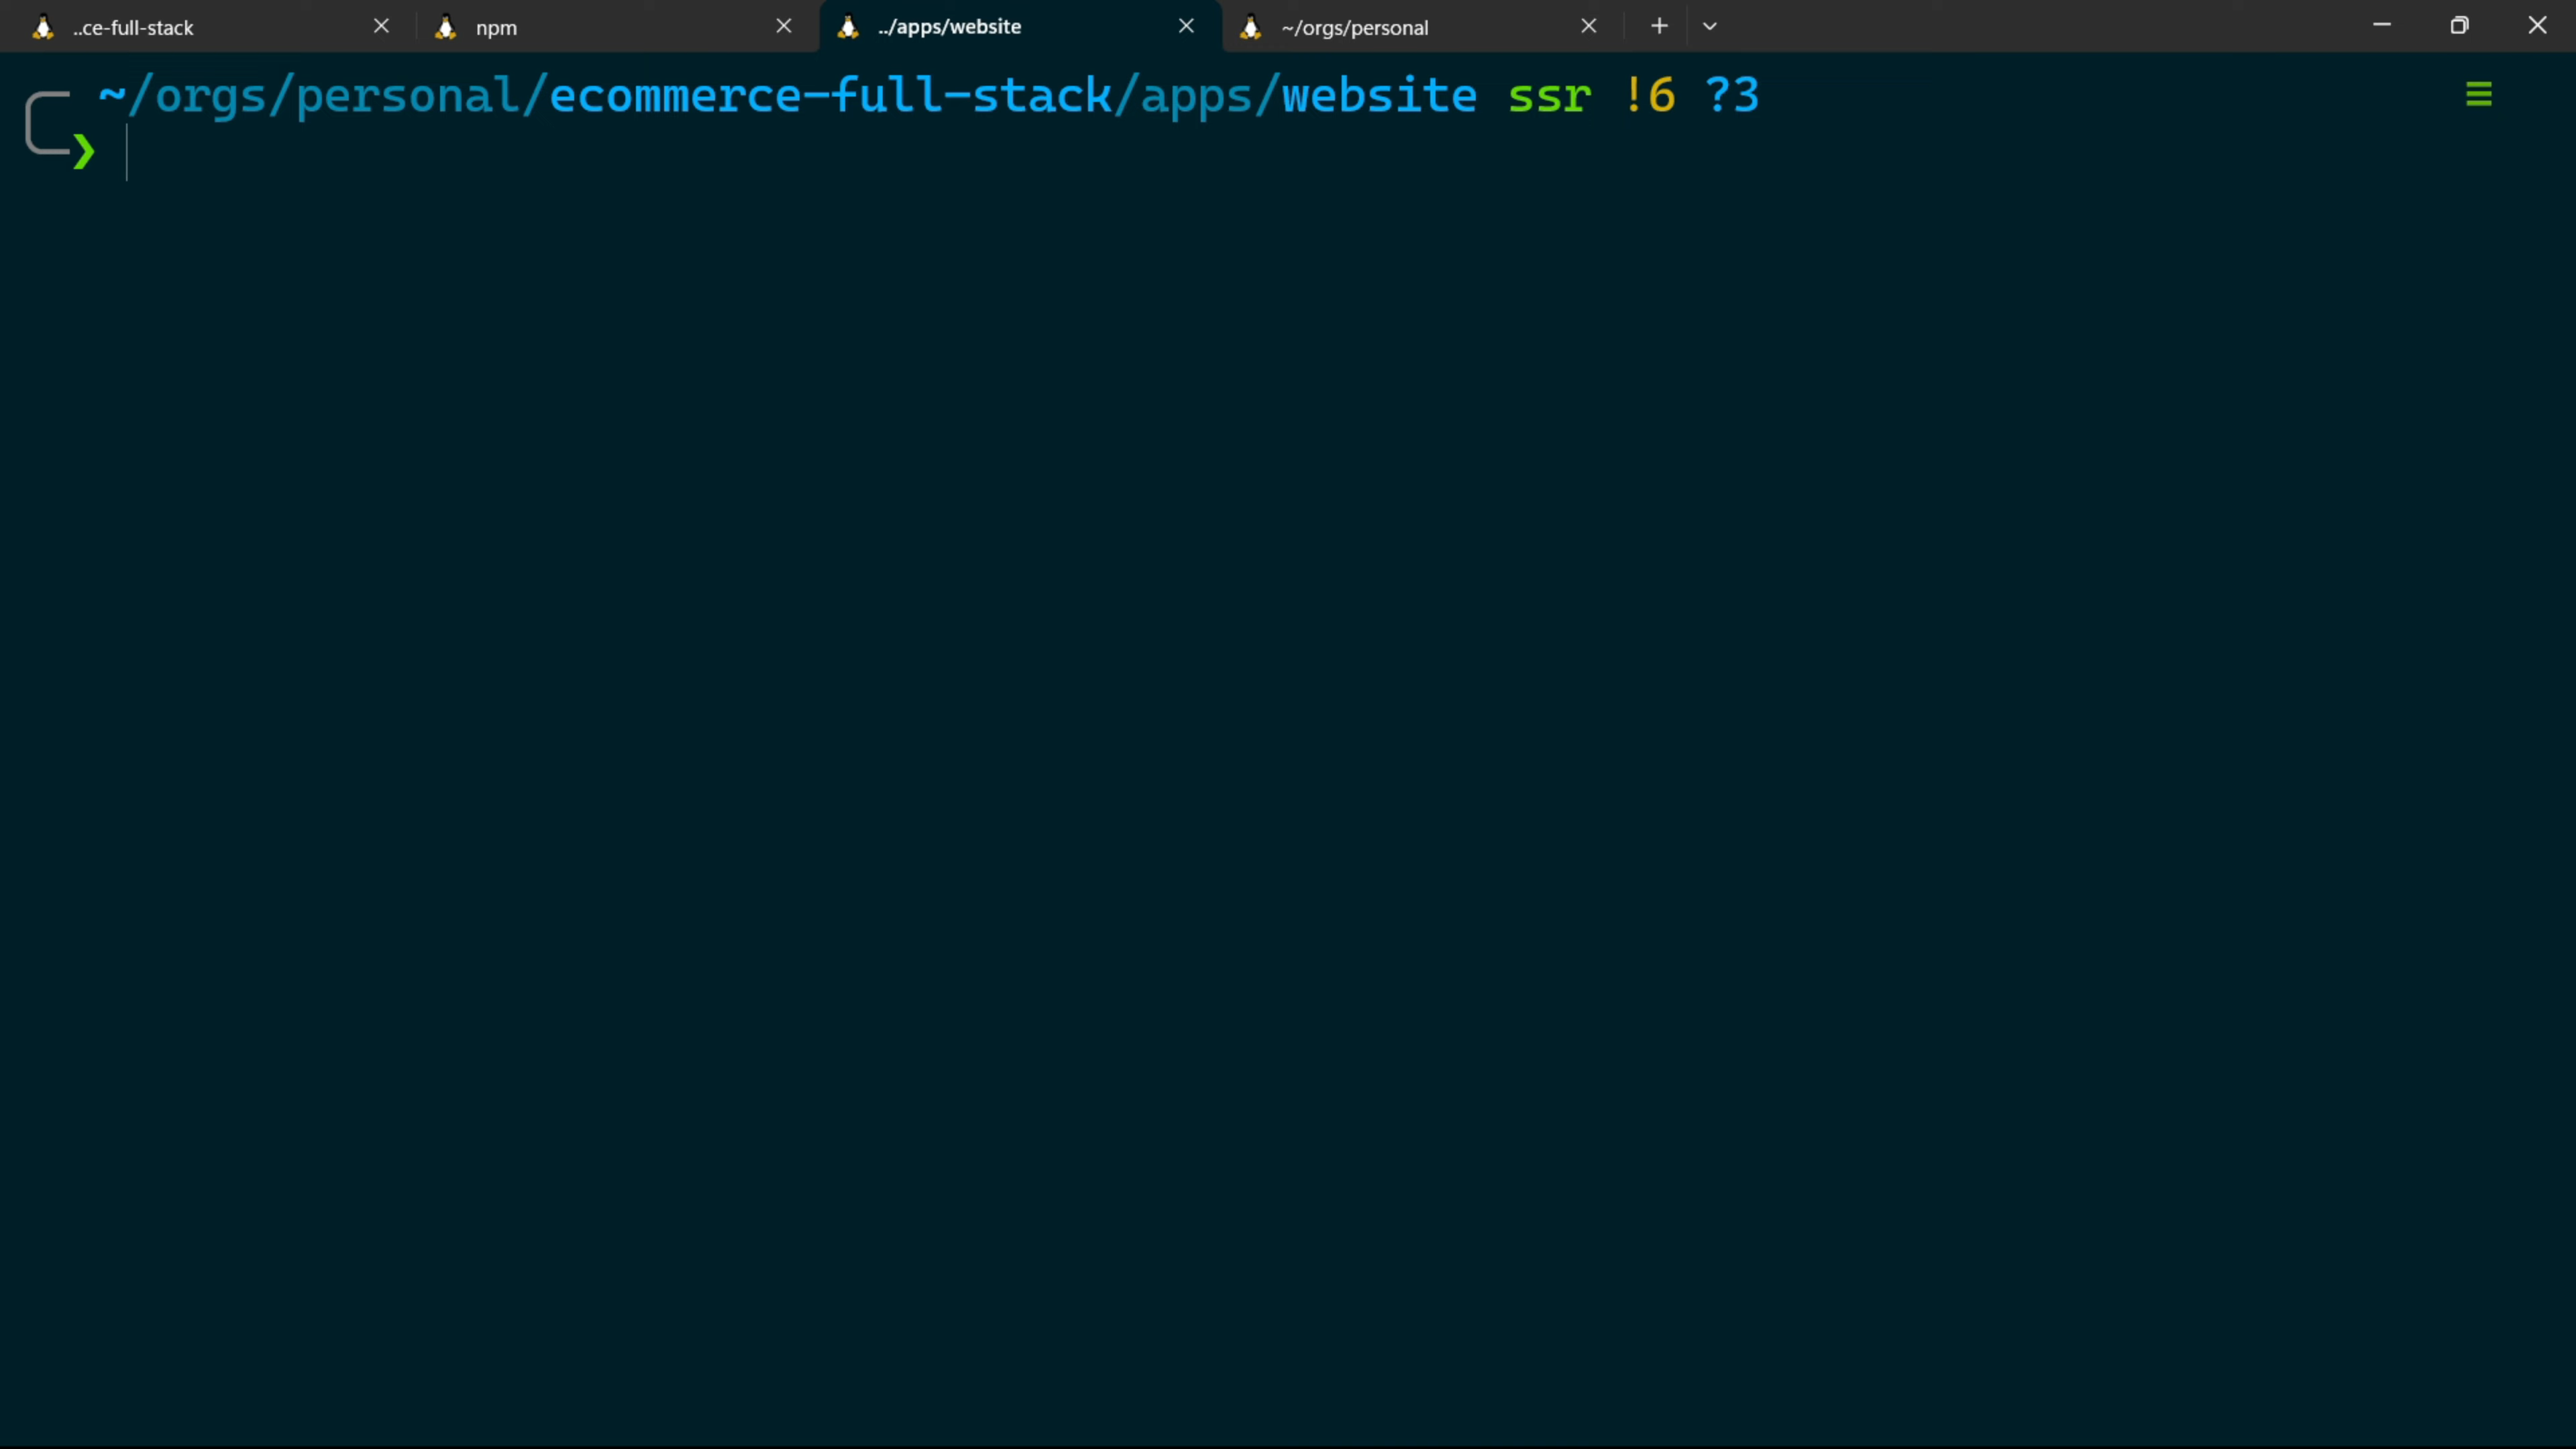 ..ce-full-stack
npm
../apps/website
~/orgs/personal
~/orgs/personal/ecommerce-full-stack/apps/website ssr !6 ?3
❯